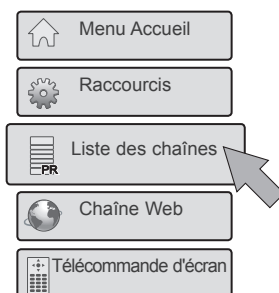 Menu Accueil
Raccourcis
Liste des chaînes
PR
Chaîne Web
Télécommande d'écran